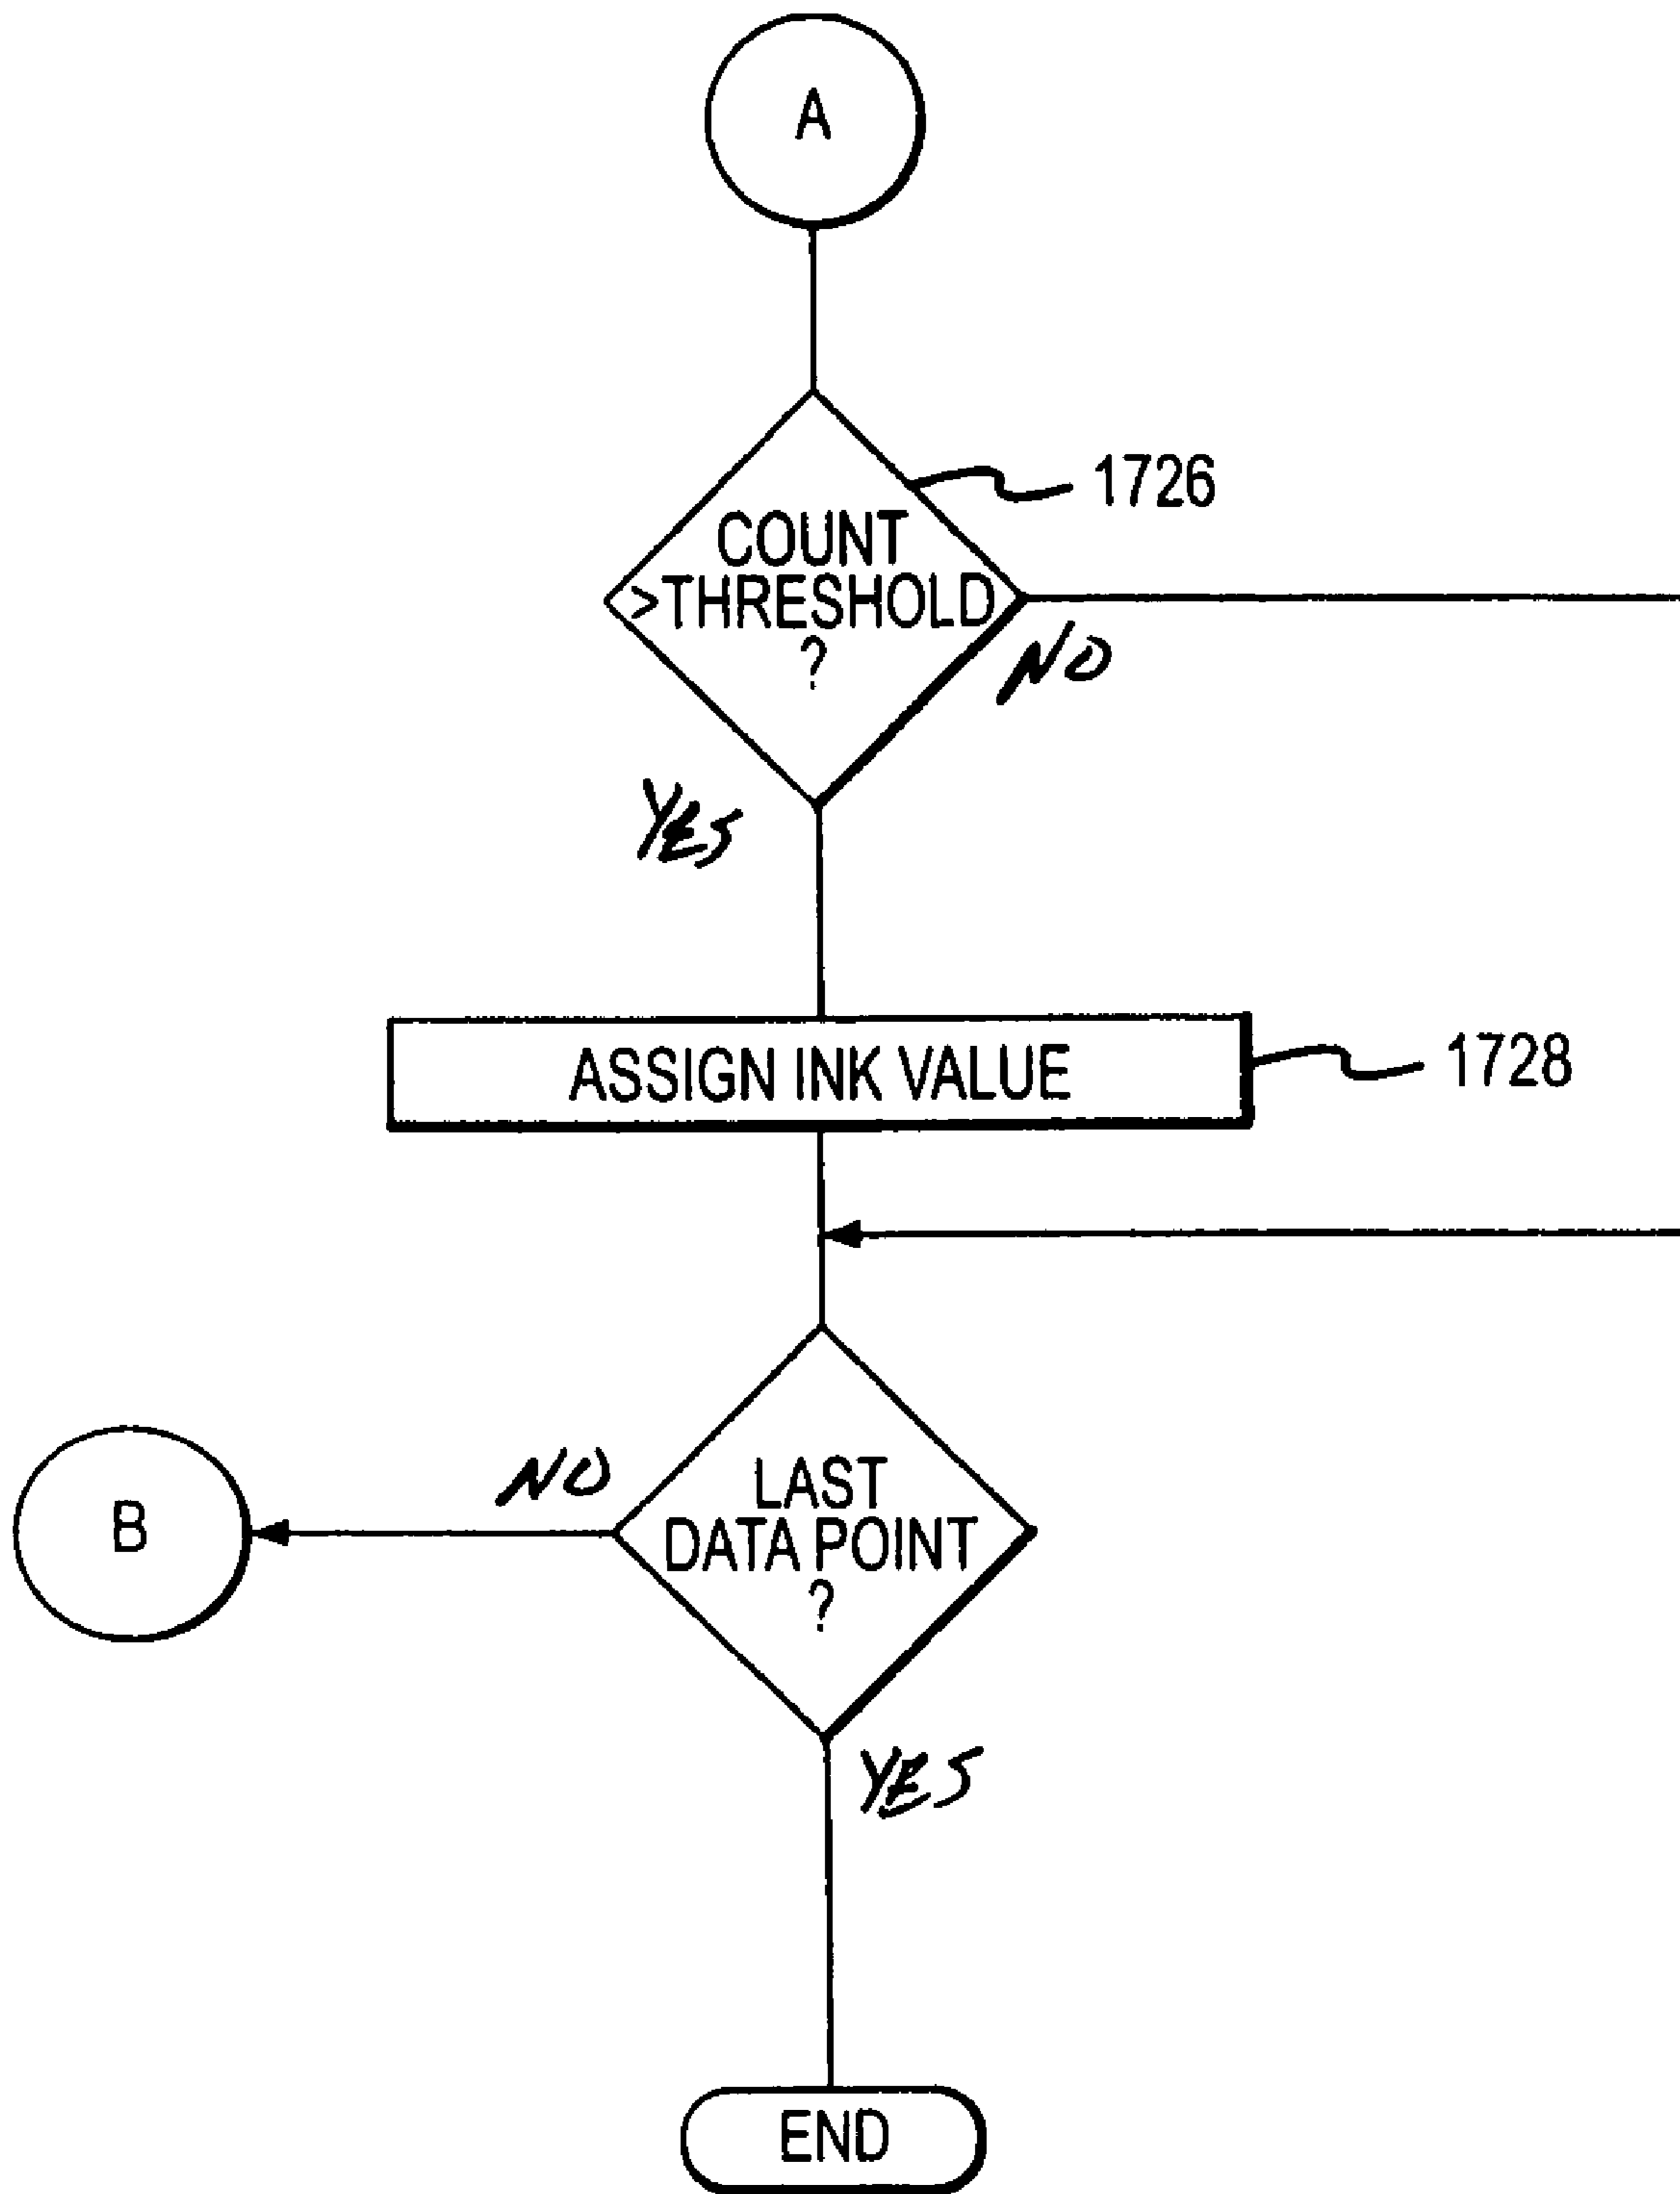 A
1726
COUNT
>THRESHOLD
?
NO
YES
ASSIGN INK VALUE
1728
NO
LAST
DATA POINT
?
B
YES
END